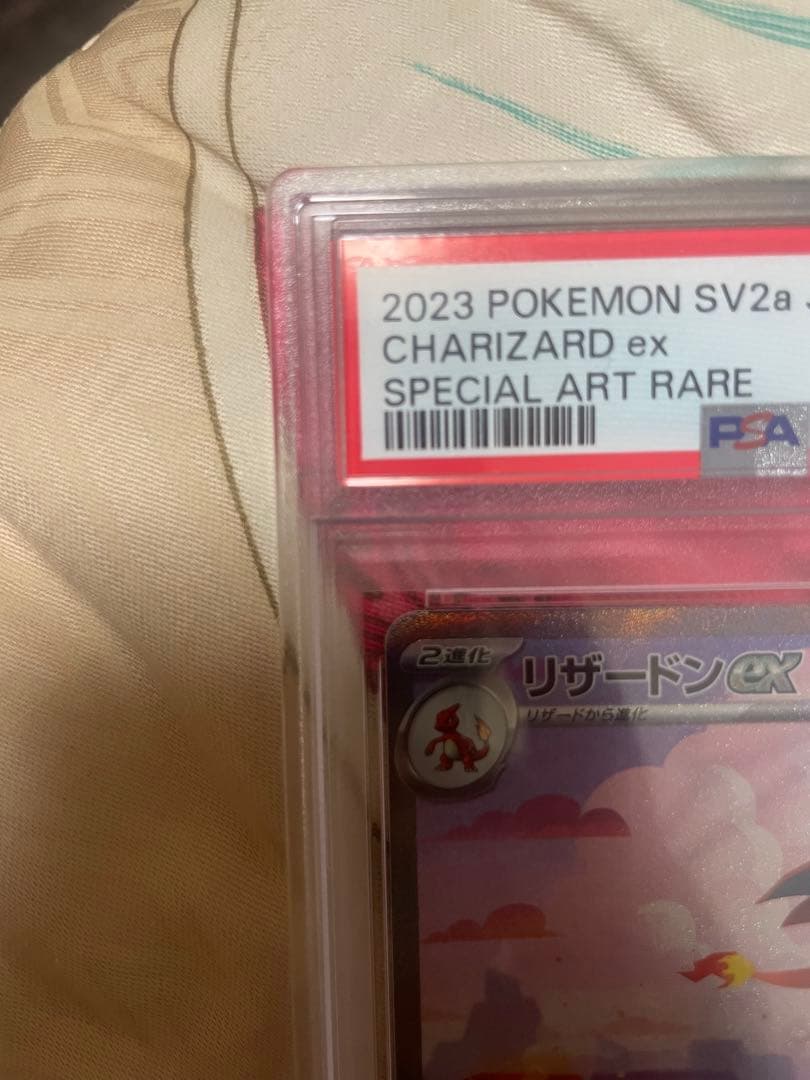 2023 POKEMON SV2a
CHARIZARD ex
SPECIAL ART RARE
PSA
2進化
リザードンex
リザードから進化